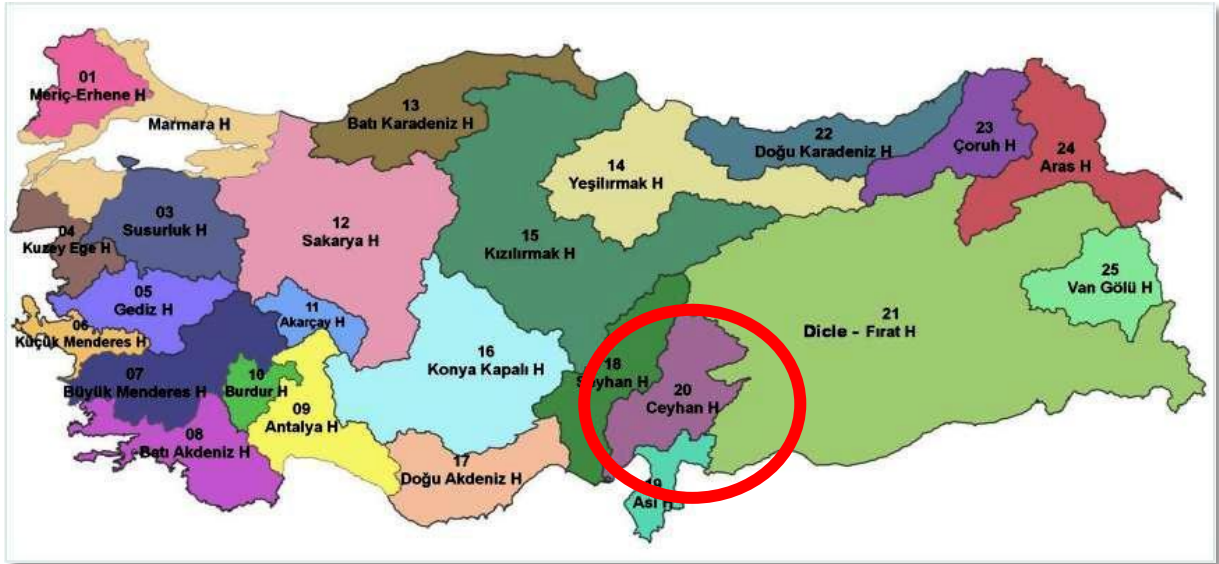 01
Meriç-Erhene H
Marmara H
03
Susurluk H
04
Kuzey Ege H
05
Gediz H
06
Küçük Menderes H
07
Büyük Menderes H
08
Batı Akdeniz H
09
Antalya H
10
Burdur H
11
Akarçay H
12
Sakarya H
13
Batı Karadeniz H
14
Yeşilırmak H
15
Kızılırmak H
16
Konya Kapalı H
17
Doğu Akdeniz H
18
Seyhan H
19
Asi H
20
Ceyhan H
21
Dicle - Fırat H
22
Doğu Karadeniz H
23
Çoruh H
24
Aras H
25
Van Gölü H